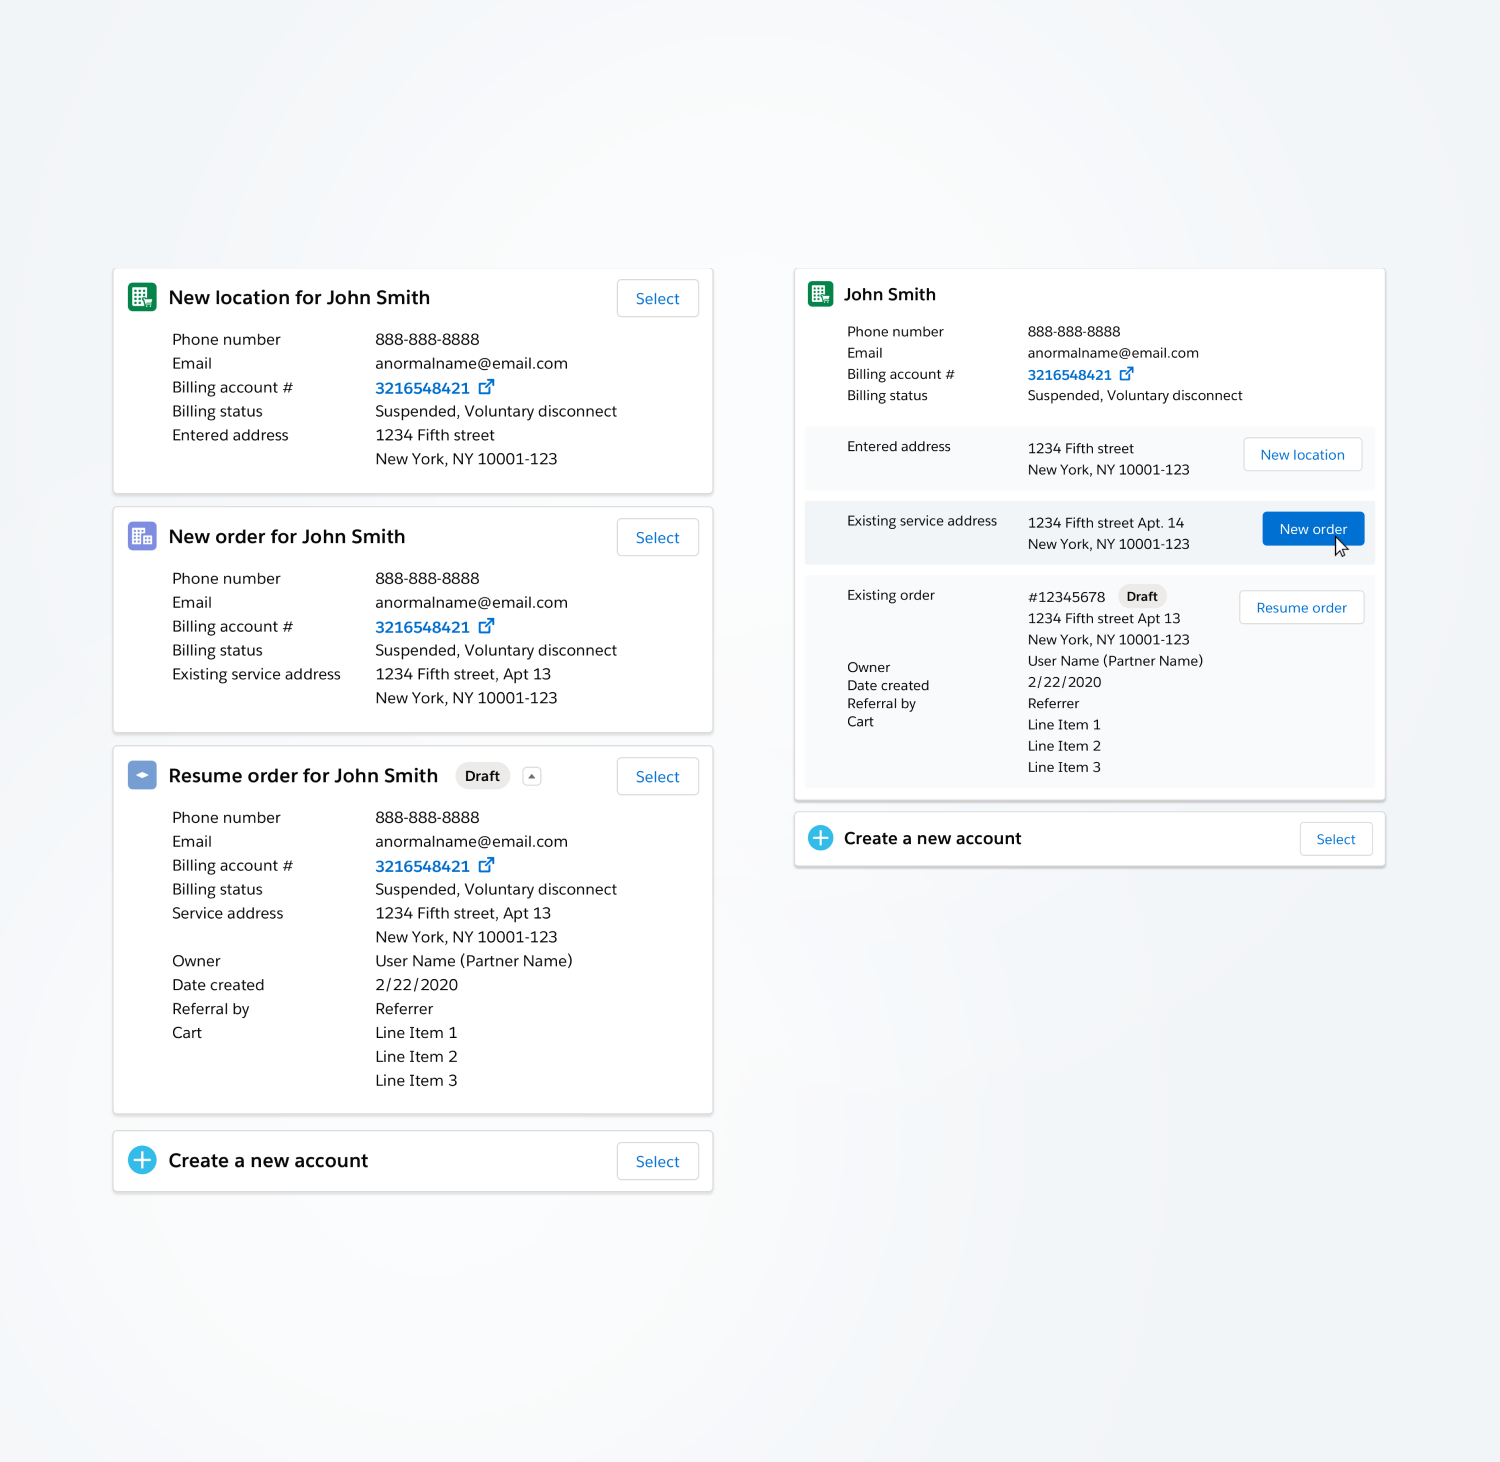 New location for John Smith
Select
Phone number 888-888-8888
Email anormalname@email.com
Billing account # 3216548421
Billing status Suspended, Voluntary disconnect
Entered address 1234 Fifth street
New York, NY 10001-123
New order for John Smith
Select
Phone number 888-888-8888
Email anormalname@email.com
Billing account # 3216548421
Billing status Suspended, Voluntary disconnect
Existing service address 1234 Fifth street, Apt 13
New York, NY 10001-123
Resume order for John Smith Draft
Select
Phone number 888-888-8888
Email anormalname@email.com
Billing account # 3216548421
Billing status Suspended, Voluntary disconnect
Service address 1234 Fifth street, Apt 13
New York, NY 10001-123
Owner User Name (Partner Name)
Date created 2/22/2020
Referral by Referrer
Cart Line Item 1
Line Item 2
Line Item 3
Create a new account
Select
John Smith
Phone number 888-888-8888
Email anormalname@email.com
Billing account # 3216548421
Billing status Suspended, Voluntary disconnect
Entered address 1234 Fifth street
New York, NY 10001-123
New location
Existing service address 1234 Fifth street Apt. 14
New York, NY 10001-123
New order
Existing order #12345678 Draft
1234 Fifth street Apt 13
New York, NY 10001-123
Resume order
Owner User Name (Partner Name)
Date created 2/22/2020
Referral by Referrer
Cart Line Item 1
Line Item 2
Line Item 3
Create a new account
Select